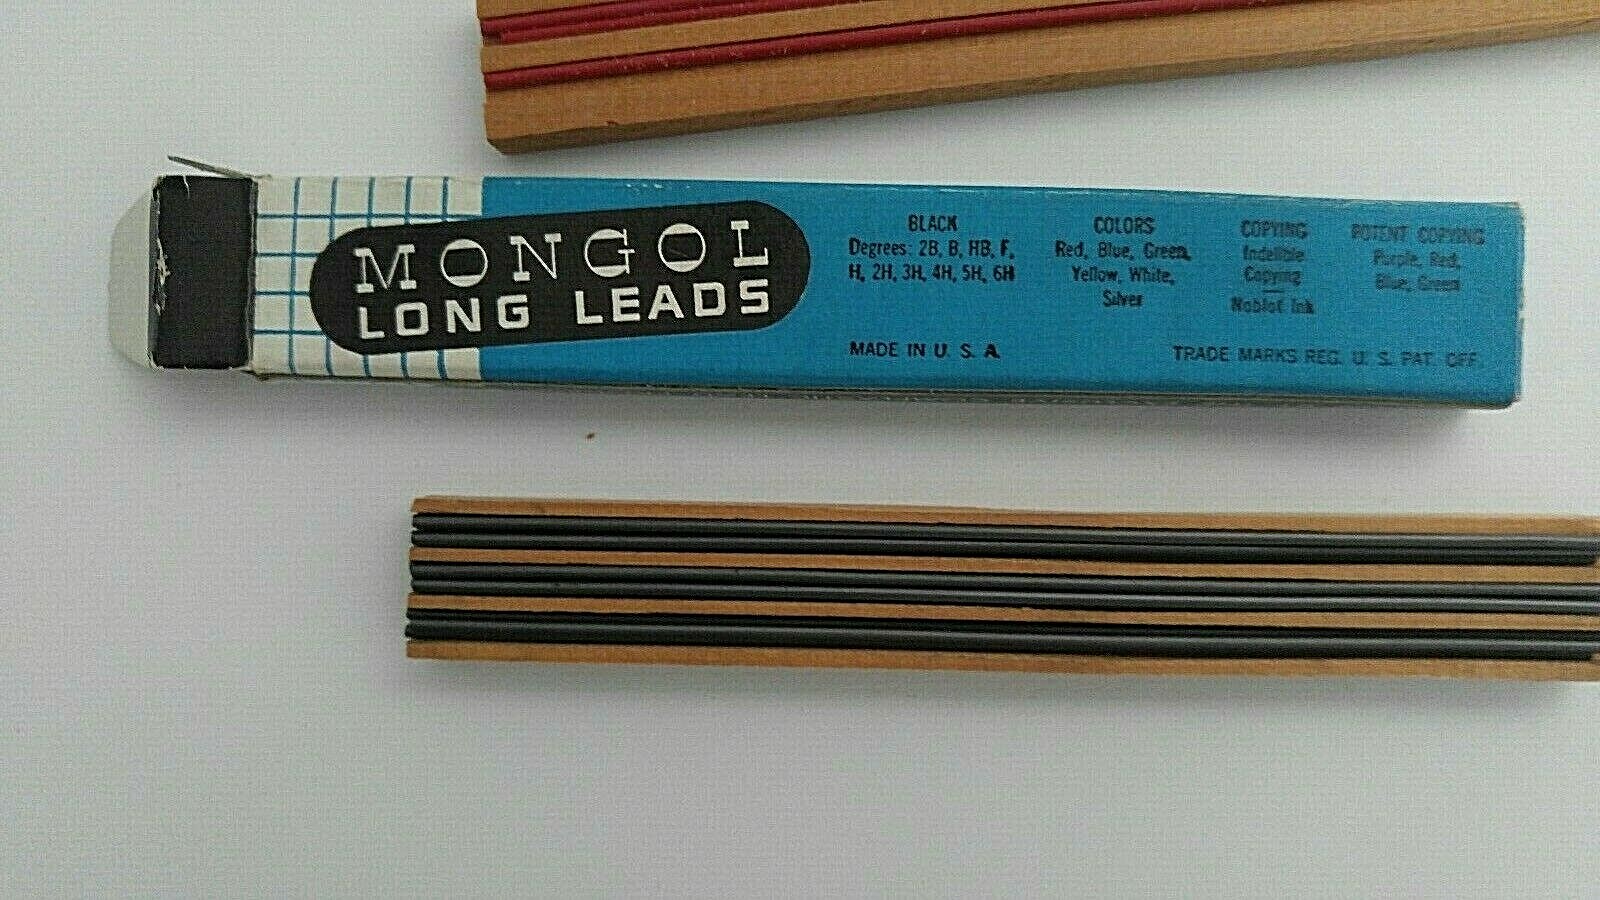 MONGOL
LONG LEADS
BLACK
Degrees: 2B, B, HB, F,
H, 2H, 3H, 4H, 5H, 6H
COLORS
Red, Blue, Green,
Yellow, White,
Silver
COPYING
Indelible
Copying
Noblot Ink
POTENT COPYING
Purple, Red,
Blue, Green
MADE IN U. S. A.
TRADE MARKS REG. U. S. PAT. OFF.